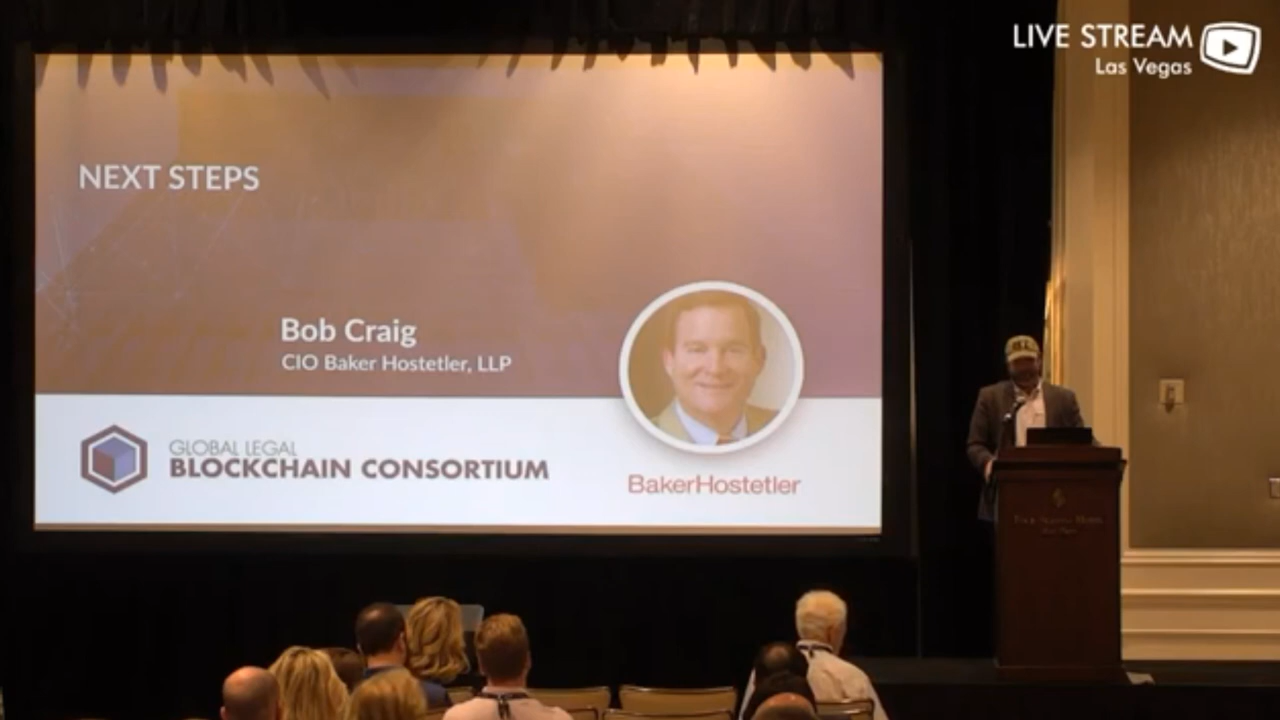 LIVE STREAM
Las Vegas
NEXT STEPS
Bob Craig
CIO Baker Hostetler, LLP
GLOBAL LEGAL
BLOCKCHAIN CONSORTIUM
BakerHostetler